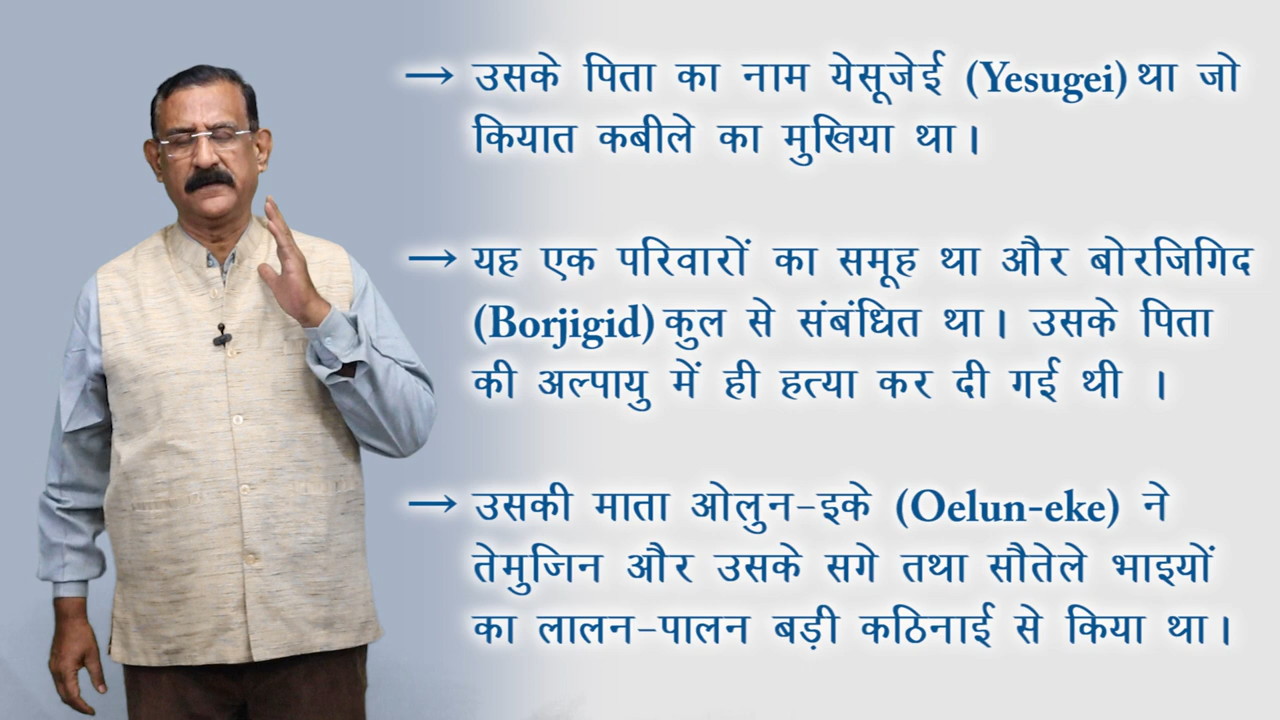 → उसके पिता का नाम येसूजेई (Yesugei) था जो
कियात कबीले का मुखिया था।
→ यह एक परिवारों का समूह था और बोरजिगिद
(Borjigid) कुल से संबंधित था। उसके पिता
की अल्पायु में ही हत्या कर दी गई थी ।
→ उसकी माता ओलुन-इके (Oelun-eke) ने
तेमुजिन और उसके सगे तथा सौतेले भाइयों
का लालन-पालन बड़ी कठिनाई से किया था।